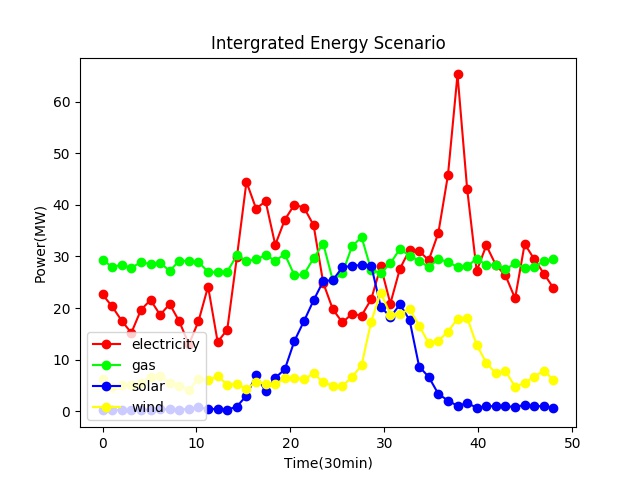 Intergrated Energy Scenario
Power(MW)
60
50
40
30
20
10
0
electricity
gas
solar
wind
0 10 20 30 40 50
Time(30min)